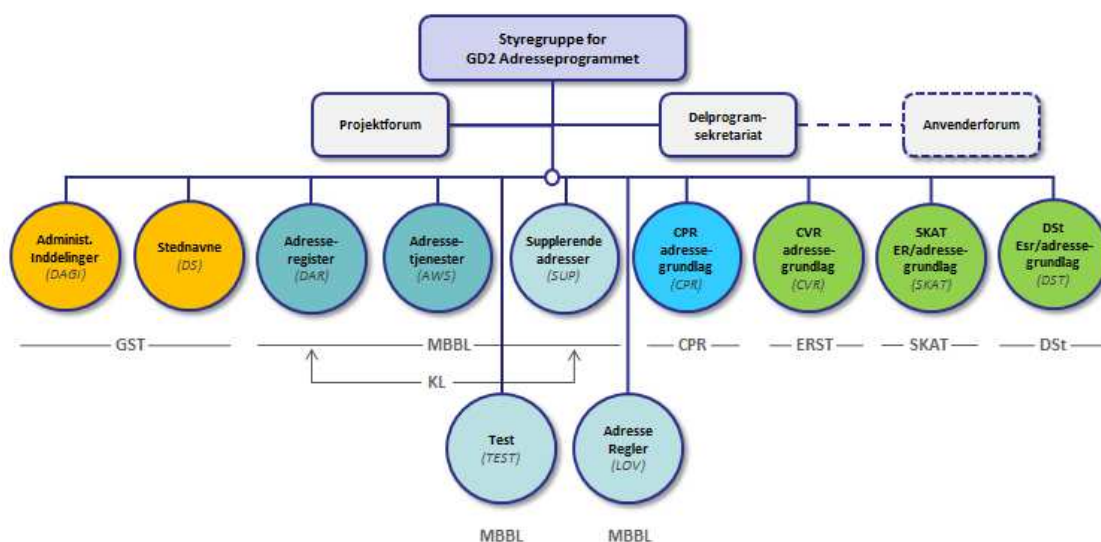 Styregruppe for
GD2 Adresseprogrammet
Projektforum
Delprogram-
sekretariat
Anvenderforum
Administ.
Inddelinger
(DAGI)
Stednavne
(DS)
Adresse-
register
(DAR)
Adresse-
tjenester
(AWS)
Supplerende
adresser
(SUP)
CPR
adresse-
grundlag
(CPR)
CVR
adresse-
grundlag
(CVR)
SKAT
ER/adresse-
grundlag
(SKAT)
DSt
Esr/adresse-
grundlag
(DST)
GST
MBBL
CPR
ERST
SKAT
DSt
KL
Test
(TEST)
Adresse
Regler
(LOV)
MBBL
MBBL